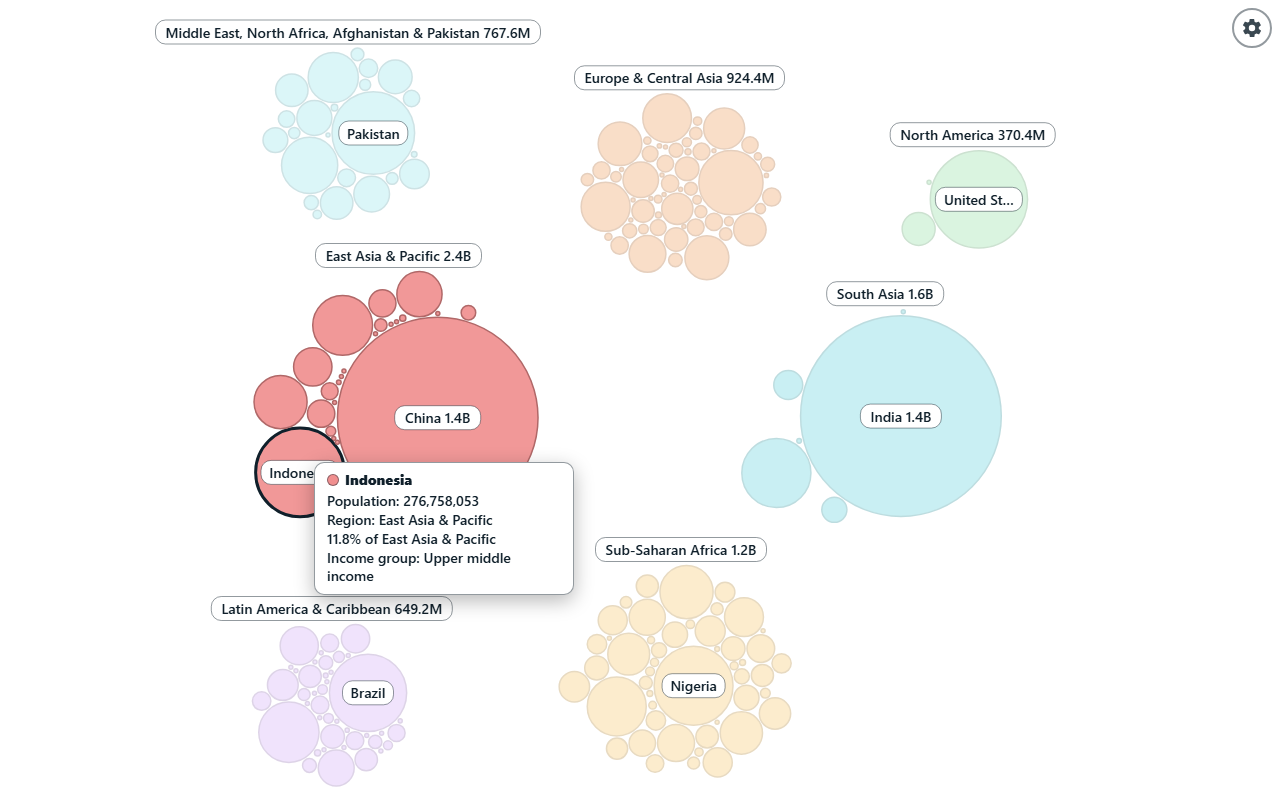 Middle East, North Africa, Afghanistan & Pakistan 767.6M
Pakistan
Europe & Central Asia 924.4M
North America 370.4M
United St...
East Asia & Pacific 2.4B
China 1.4B
South Asia 1.6B
India 1.4B
Indone
Indonesia
Population: 276,758,053
Region: East Asia & Pacific
11.8% of East Asia & Pacific
Income group: Upper middle
income
Sub-Saharan Africa 1.2B
Nigeria
Latin America & Caribbean 649.2M
Brazil